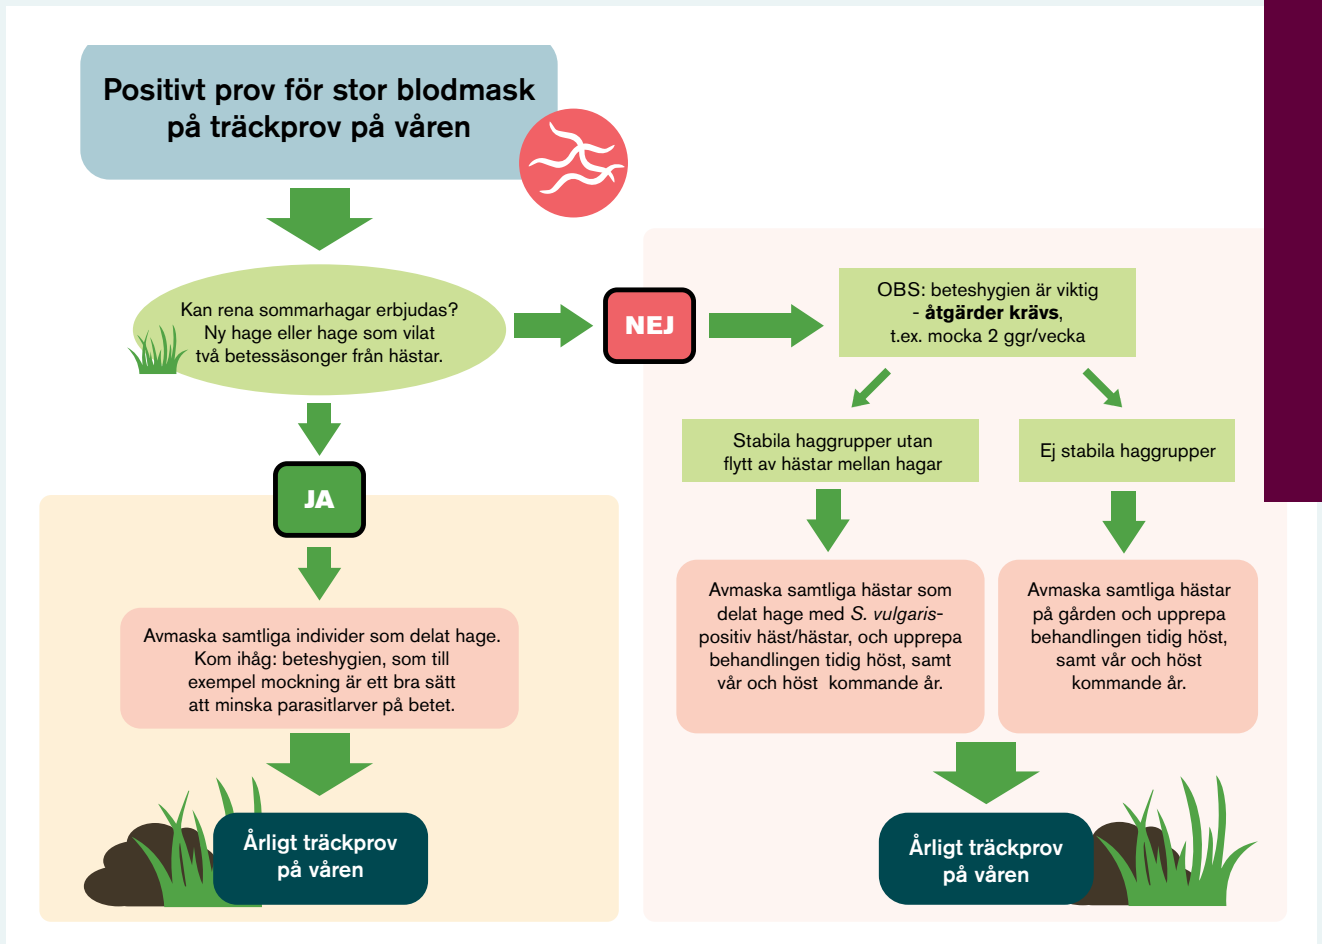 Positivt prov för stor blodmask
på träckprov på våren
Kan rena sommarhagar erbjudas?
Ny hage eller hage som vilat
två betessäsonger från hästar.
NEJ
OBS: beteshygien är viktig
- åtgärder krävs,
t.ex. mocka 2 ggr/vecka
Stabila haggrupper utan
flytt av hästar mellan hagar
Ej stabila haggrupper
JA
Avmaska samtliga individer som delat hage.
Kom ihåg: beteshygien, som till
exempel mockning är ett bra sätt
att minska parasitlarver på betet.
Avmaska samtliga hästar som
delat hage med S. vulgaris-
positiv häst/hästar, och upprepa
behandlingen tidig höst, samt
vår och höst kommande år.
Avmaska samtliga hästar
på gården och upprepa
behandlingen tidig höst,
samt vår och höst
kommande år.
Årligt träckprov
på våren
Årligt träckprov
på våren